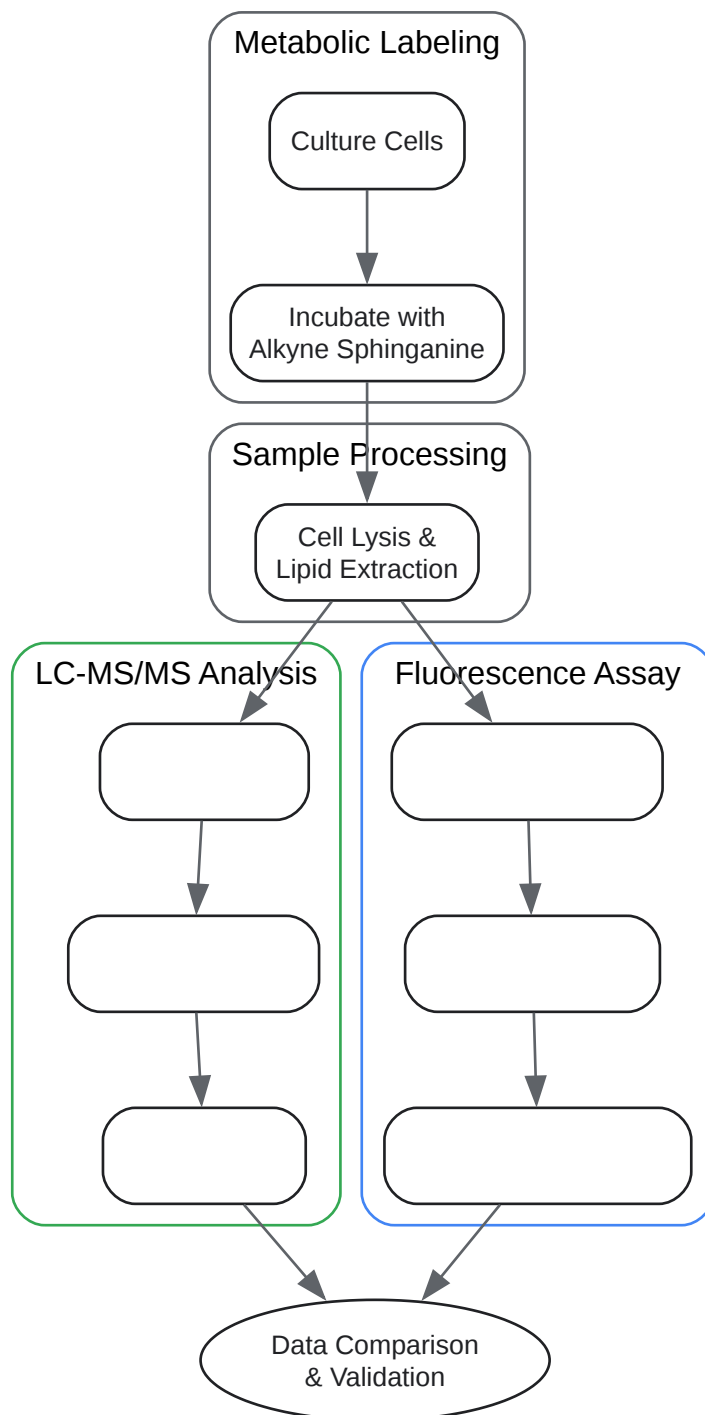 Metabolic Labeling
Culture Cells
Incubate with
Alkyne Sphinganine
Sample Processing
Cell Lysis &
Lipid Extraction
LC-MS/MS Analysis
Fluorescence Assay
Data Comparison
& Validation